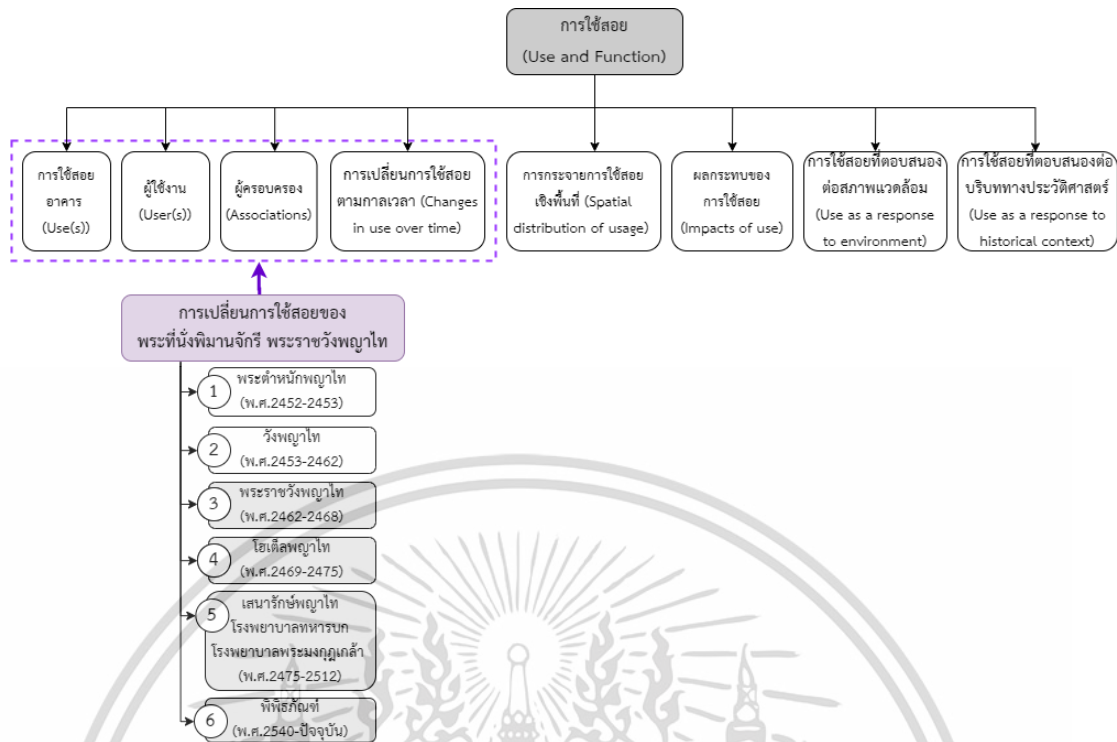 การใช้สอย
(Use and Function)
การใช้สอย
อาคาร
(Use(s))
ผู้ใช้งาน
(User(s))
ผู้ครอบครอง
(Associations)
การเปลี่ยนการใช้สอย
ตามกาลเวลา (Changes
in use over time)
การกระจายการใช้สอย
เชิงพื้นที่ (Spatial
distribution of usage)
ผลกระทบของ
การใช้สอย
(Impacts of use)
การใช้สอยที่ตอบสนอง
ต่อสภาพแวดล้อม
(Use as a response
to environment)
การใช้สอยที่ตอบสนองต่อ
บริบททางประวัติศาสตร์
(Use as a response to
historical context)
การเปลี่ยนการใช้สอยของ
พระที่นั่งพิมานจักรี พระราชวังพญาไท
1
พระตำหนักพญาไท
(พ.ศ.2452-2453)
2
วังพญาไท
(พ.ศ.2453-2462)
3
พระราชวังพญาไท
(พ.ศ.2462-2468)
4
โฮเต็ลพญาไท
(พ.ศ.2469-2475)
5
เสนารักษ์พญาไท
โรงพยาบาลทหารบก
โรงพยาบาลพระมงกุฎเกล้า
(พ.ศ.2475-2512)
6
พิพิธภัณฑ์
(พ.ศ.2540-ปัจจุบัน)